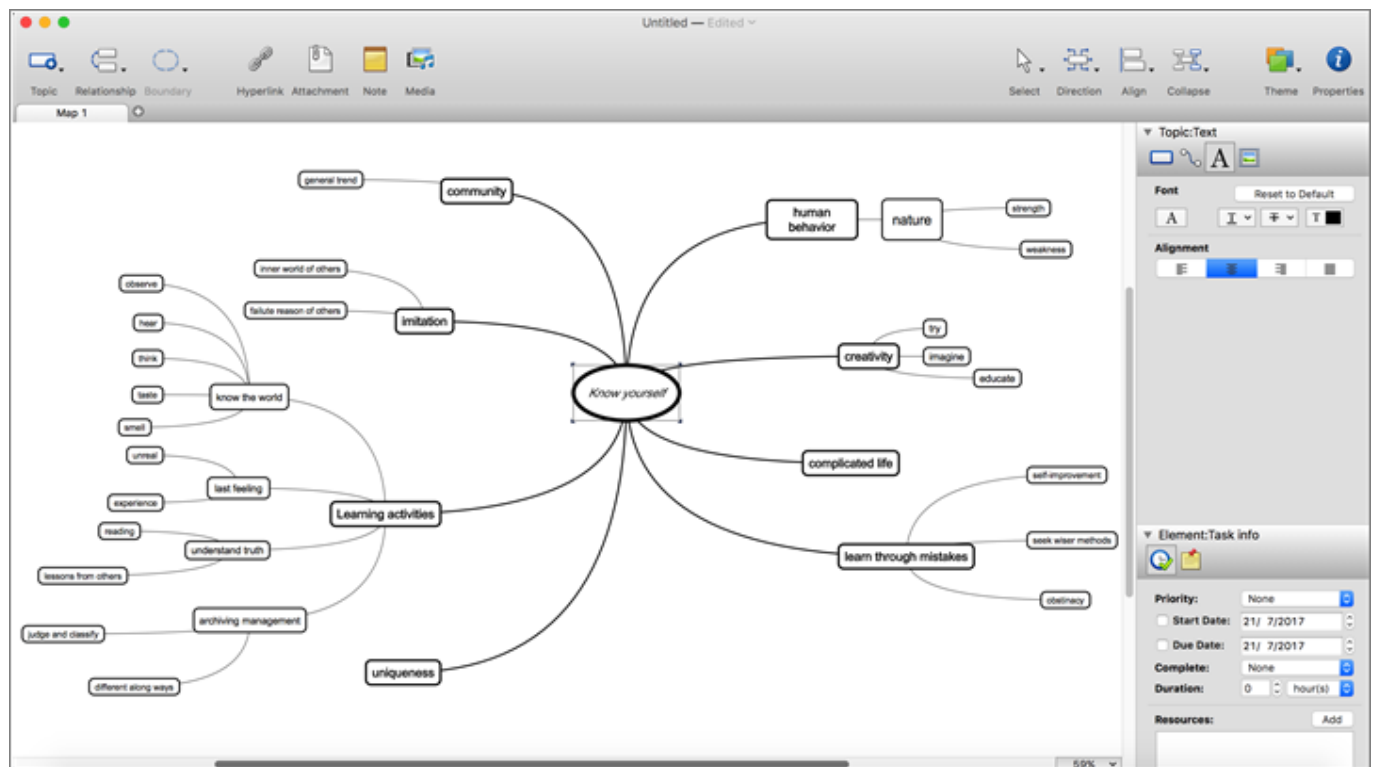 Untitled — Edited
Topic Relationship Boundary Hyperlink Attachment Note Media Select Direction Align Collapse Theme Properties
Map 1
Know yourself
community
general trend
imitation
inner world of others
failute reason of others
Learning activities
know the world
observe
hear
think
taste
smell
last feeling
unreal
experience
understand truth
reading
lessons from others
archiving management
judge and classify
different along ways
uniqueness
human
behavior
nature
strength
weakness
creativity
try
imagine
educate
complicated life
learn through mistakes
self-improvement
seek wiser methods
obstinacy
59%
Topic:Text
A
Font
Reset to Default
A I T T
Alignment
Element:Task info
Priority: None
Start Date: 21/ 7/2017
Due Date: 21/ 7/2017
Complete: None
Duration: 0 hour(s)
Resources: Add